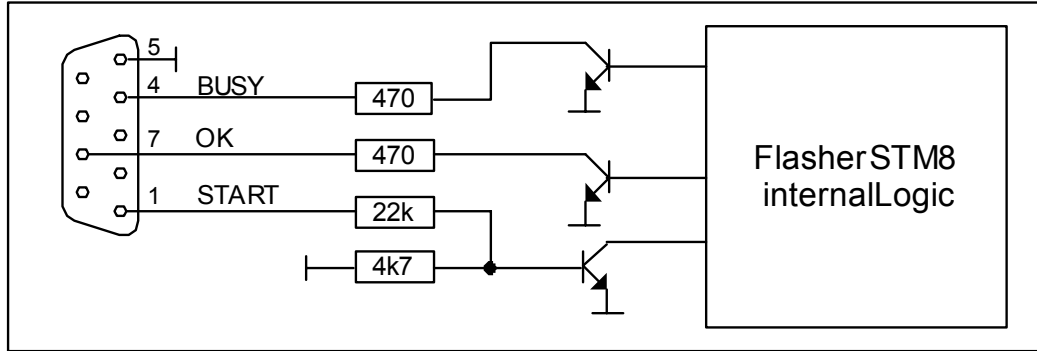 5
4 BUSY
470
7 OK
470
1 START
22k
4k7
FlasherSTM8
internalLogic